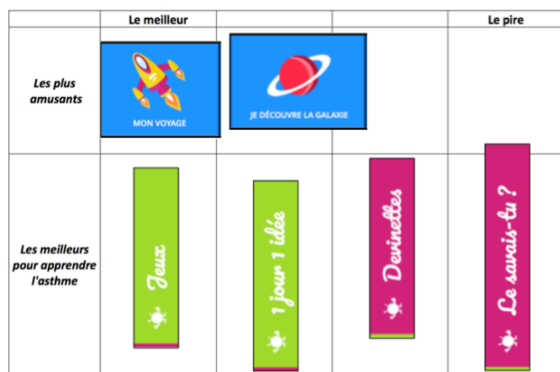 Le meilleur
Le pire
Les plus
amusants
MON VOYAGE
JE DÉCOUVRE LA GALAXIE
Les meilleurs
pour apprendre
l'asthme
Jeux
1 jour 1 idée
Devinettes
Le savais-tu ?